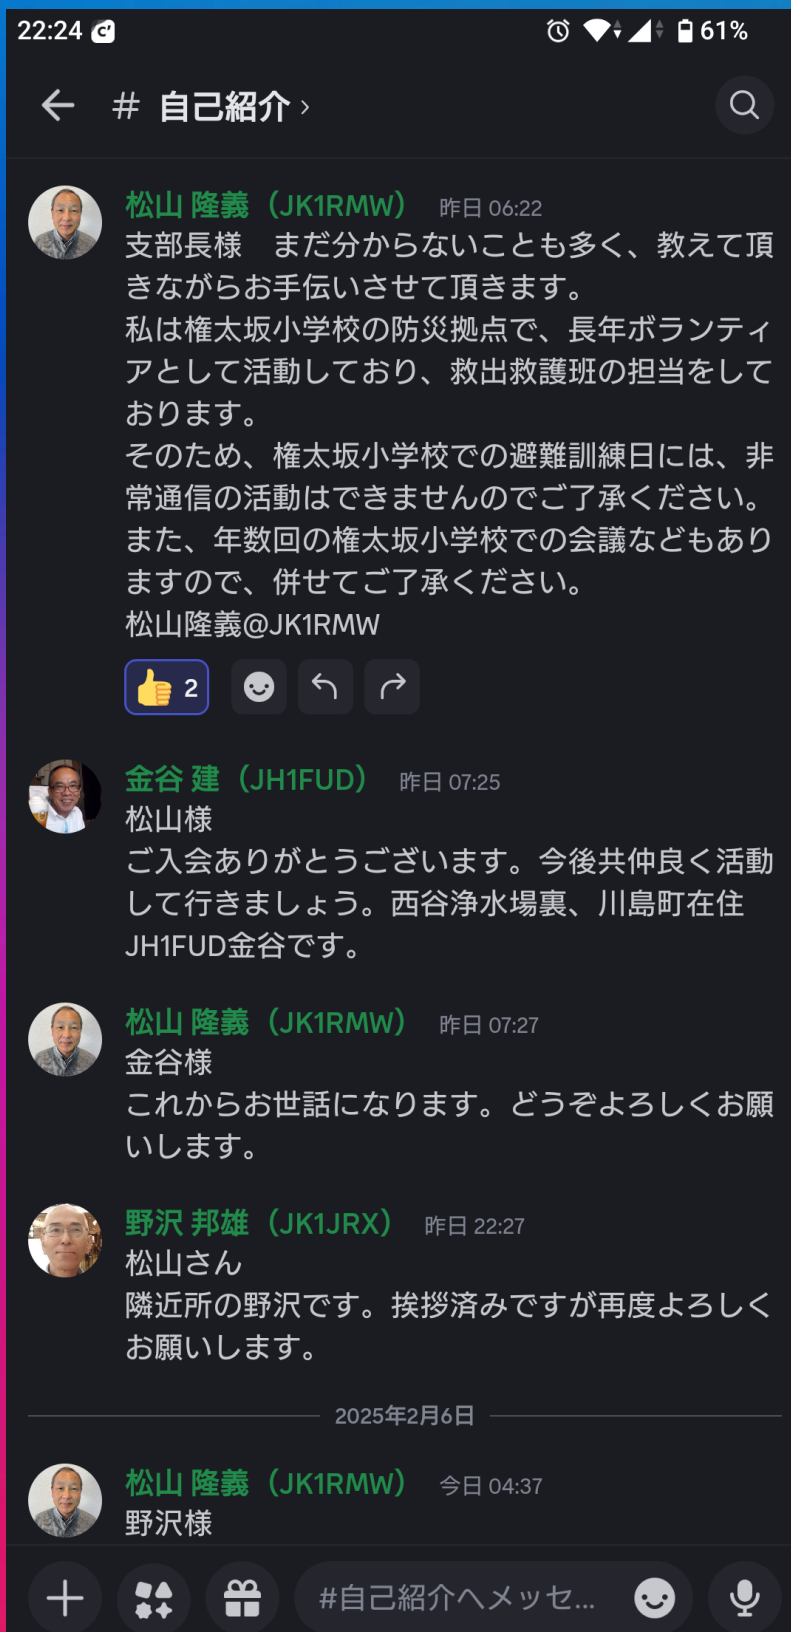 22:24 61%
# 自己紹介 ›
松山 隆義（JK1RMW） 昨日 06:22
支部長様　まだ分からないことも多く、教えて頂
きながらお手伝いさせて頂きます。
私は権太坂小学校の防災拠点で、長年ボランティ
アとして活動しており、救出救護班の担当をして
おります。
そのため、権太坂小学校での避難訓練日には、非
常通信の活動はできませんのでご了承ください。
また、年数回の権太坂小学校での会議などもあり
ますので、併せてご了承ください。
松山隆義@JK1RMW
2
金谷 建（JH1FUD） 昨日 07:25
松山様
ご入会ありがとうございます。今後共仲良く活動
して行きましょう。西谷浄水場裏、川島町在住
JH1FUD金谷です。
松山 隆義（JK1RMW） 昨日 07:27
金谷様
これからお世話になります。どうぞよろしくお願
いします。
野沢 邦雄（JK1JRX） 昨日 22:27
松山さん
隣近所の野沢です。挨拶済みですが再度よろしく
お願いします。
2025年2月6日
松山 隆義（JK1RMW） 今日 04:37
野沢様
#自己紹介へメッセ...